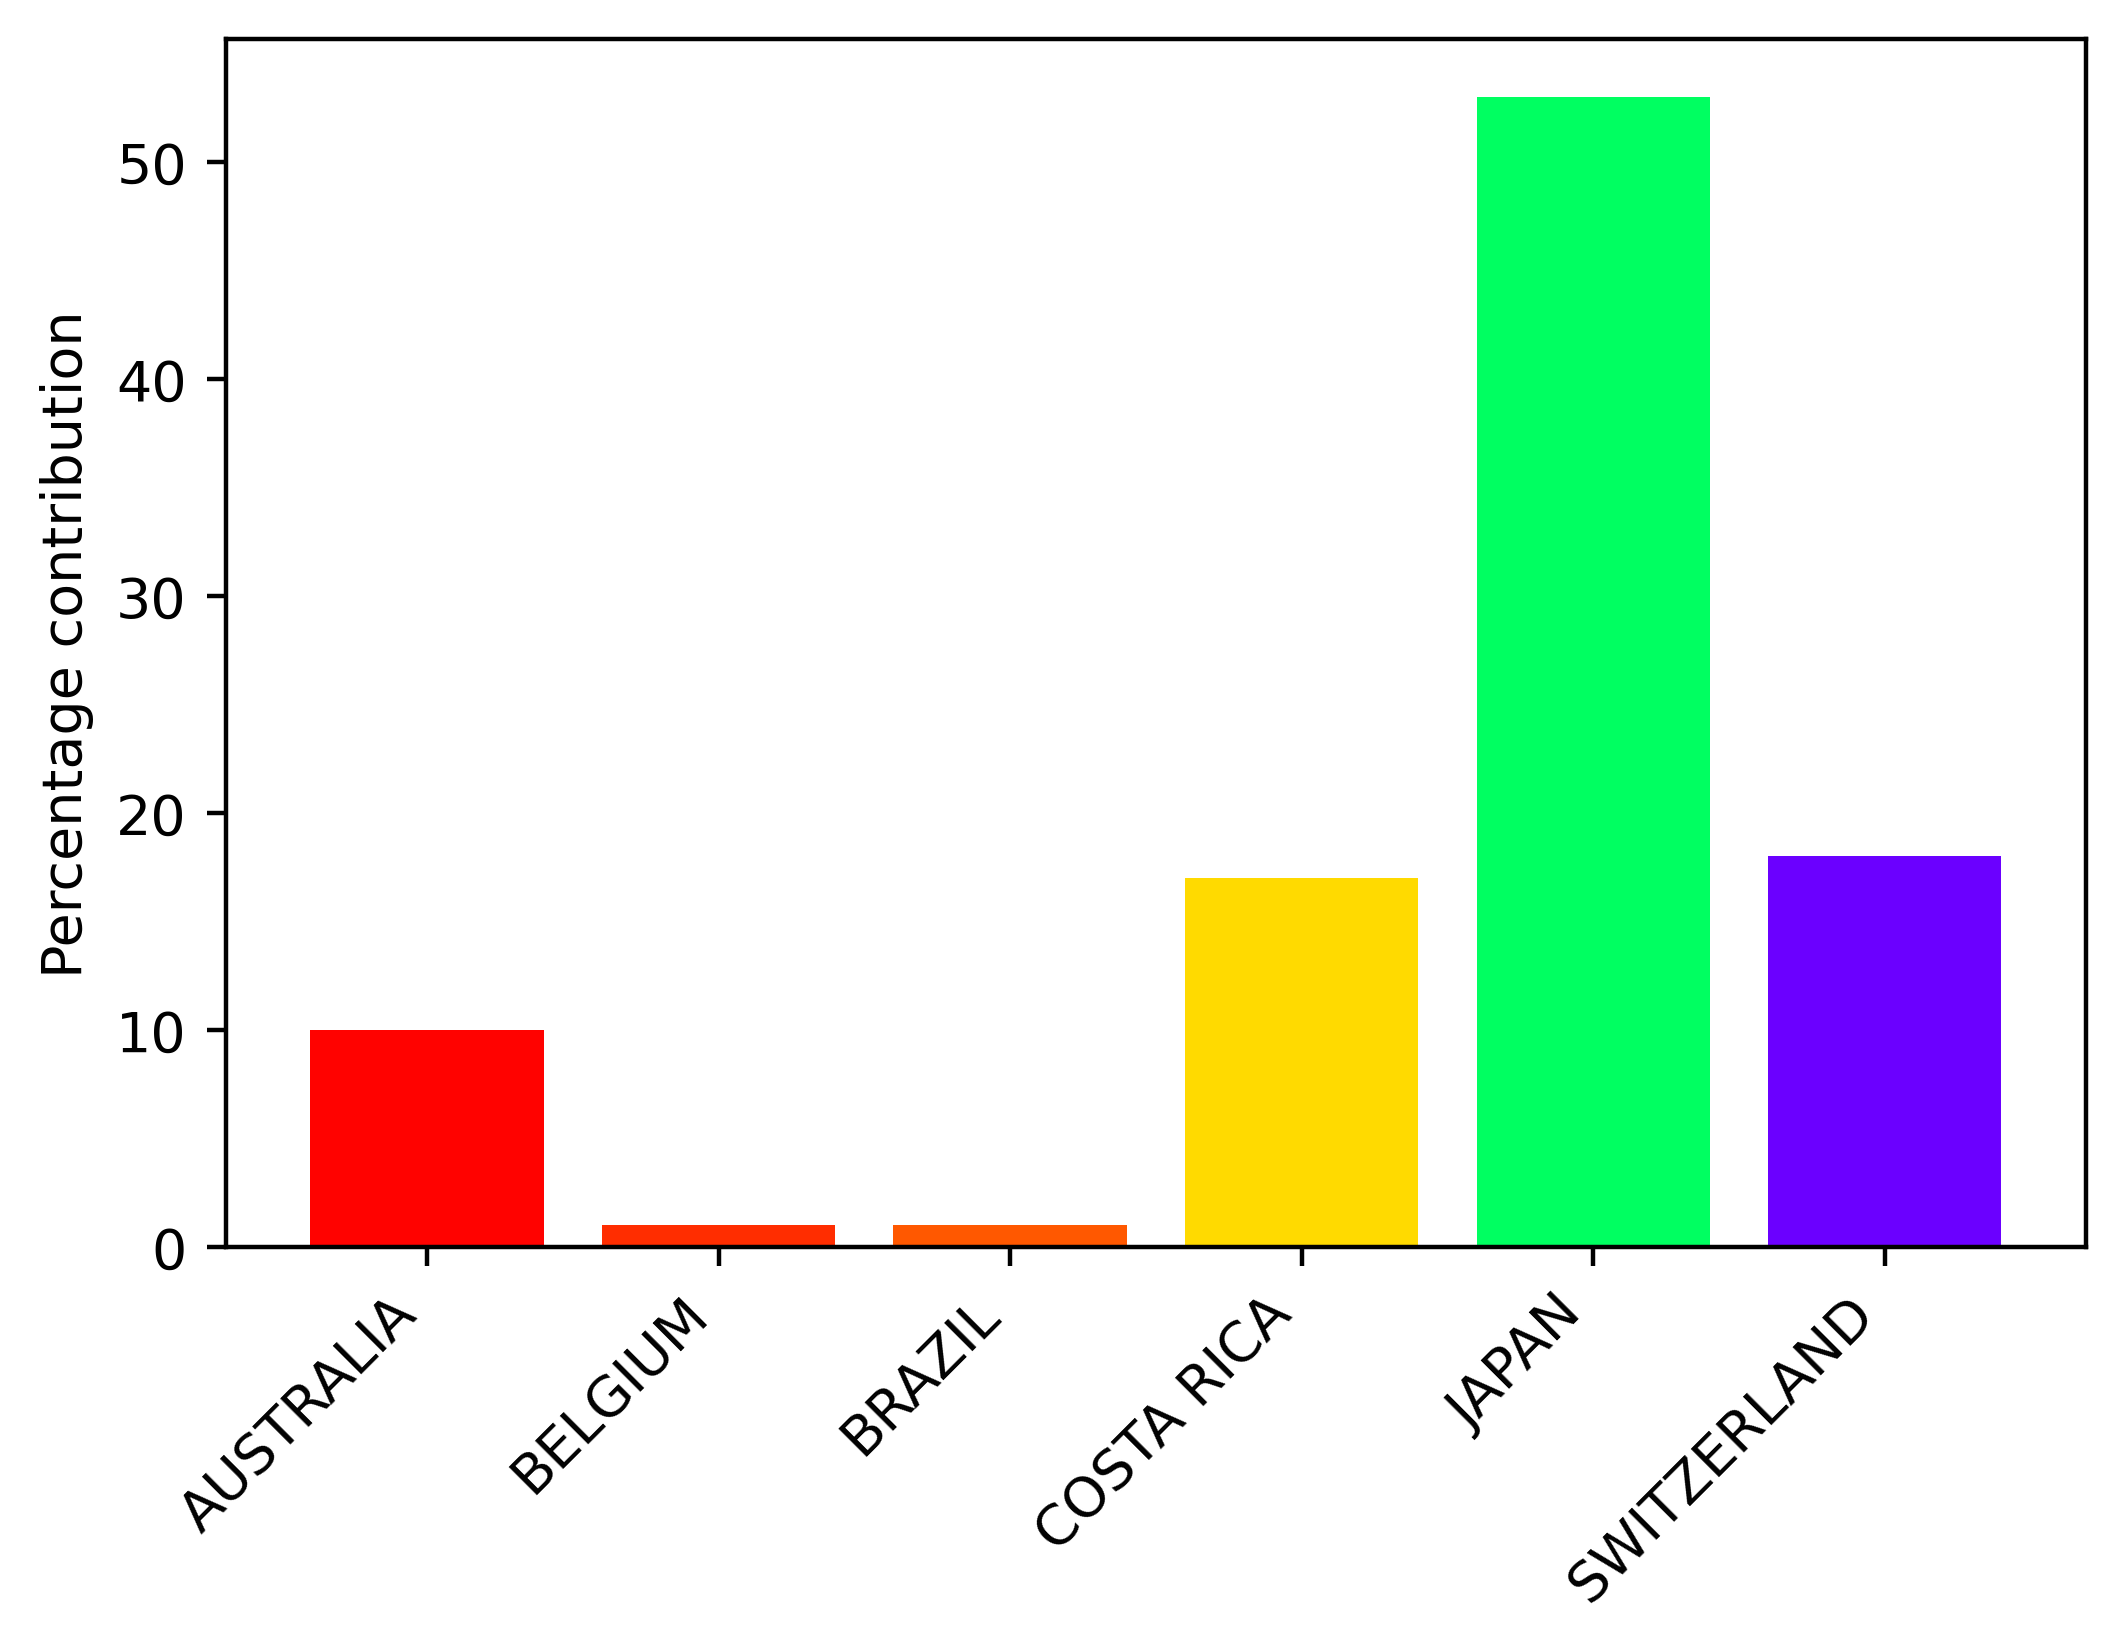 Percentage contribution
50
40
30
20
10
0
AUSTRALIA
BELGIUM
BRAZIL
COSTA RICA
JAPAN
SWITZERLAND